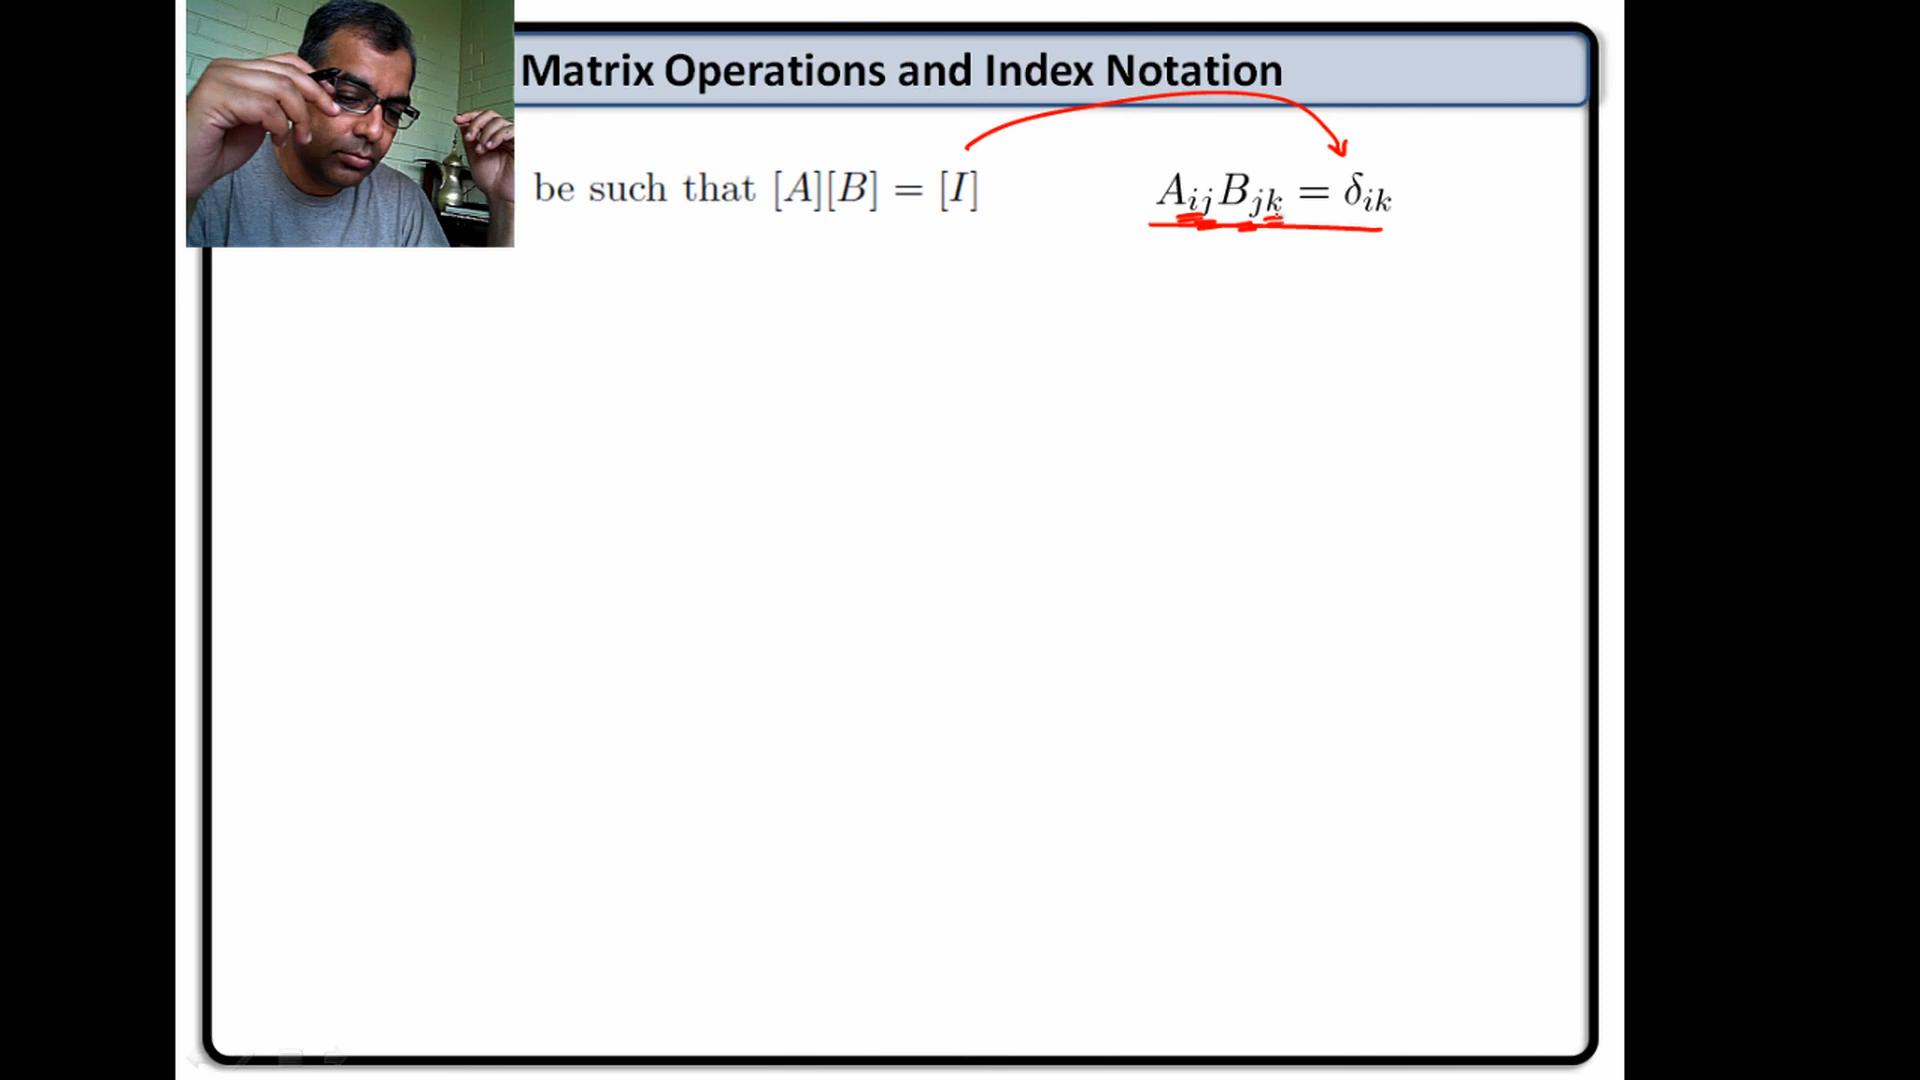 Matrix Operations and Index Notation
be such that [A][B] = [I]
A_{ij}B_{jk} = δ_{ik}